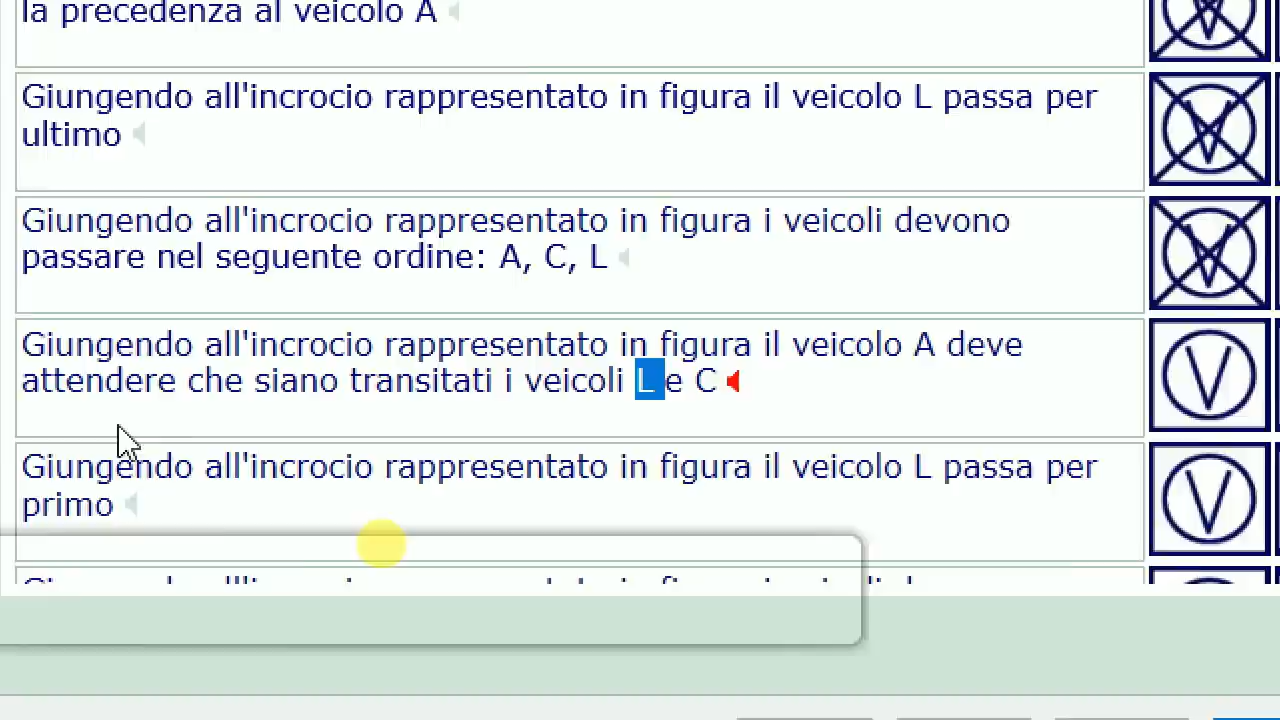 la precedenza al veicolo A
V
Giungendo all'incrocio rappresentato in figura il veicolo L passa per
ultimo
V
Giungendo all'incrocio rappresentato in figura i veicoli devono
passare nel seguente ordine: A, C, L
V
Giungendo all'incrocio rappresentato in figura il veicolo A deve
attendere che siano transitati i veicoli L e C
V
Giungendo all'incrocio rappresentato in figura il veicolo L passa per
primo
V